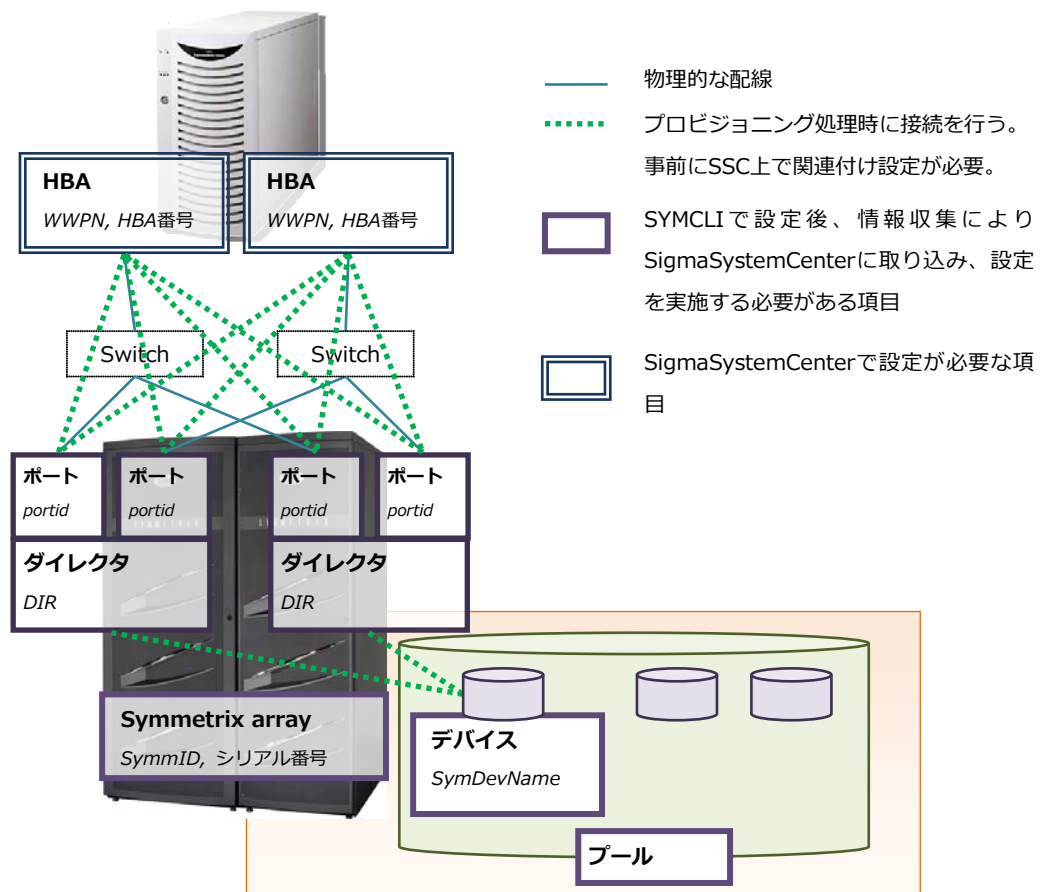 物理的な配線
プロビジョニング処理時に接続を行う。
事前にSSC上で関連付け設定が必要。
SYMCLIで設定後、情報収集により
SigmaSystemCenterに取り込み、設定
を実施する必要がある項目
SigmaSystemCenterで設定が必要な項
目
HBA
WWPN, HBA番号
HBA
WWPN, HBA番号
Switch
Switch
ポート
portid
ポート
portid
ポート
portid
ポート
portid
ダイレクタ
DIR
ダイレクタ
DIR
Symmetrix array
SymmID, シリアル番号
デバイス
SymDevName
プール